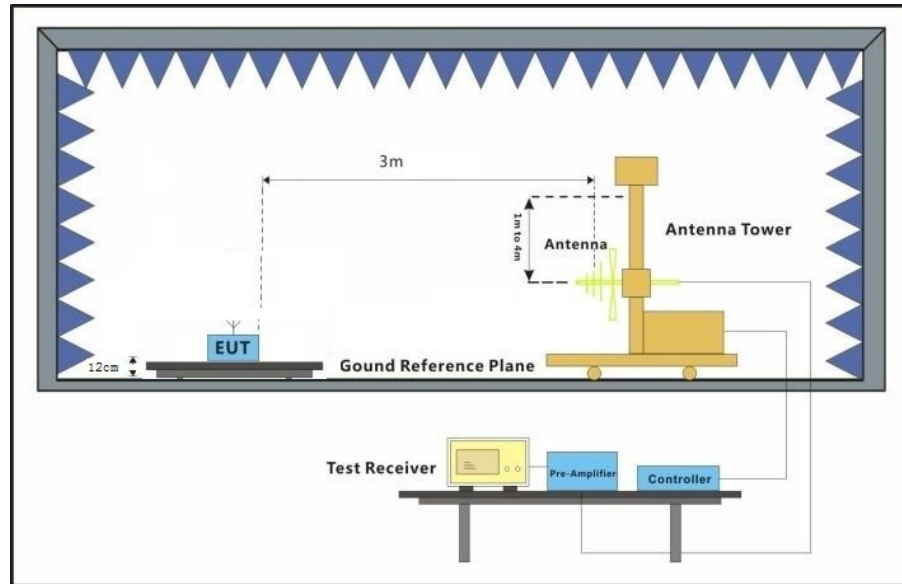 3m
1m to 4m
Antenna
Antenna Tower
EUT
12cm
Gound Reference Plane
Test Receiver
Pre-Amplifier
Controller